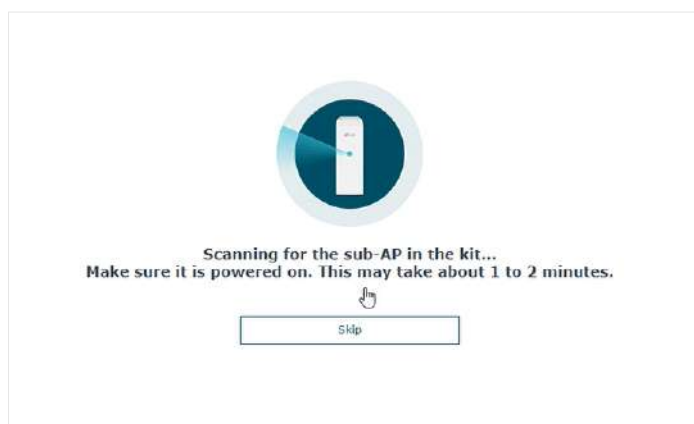 Scanning for the sub-AP in the kit...
Make sure it is powered on. This may take about 1 to 2 minutes.
Skip